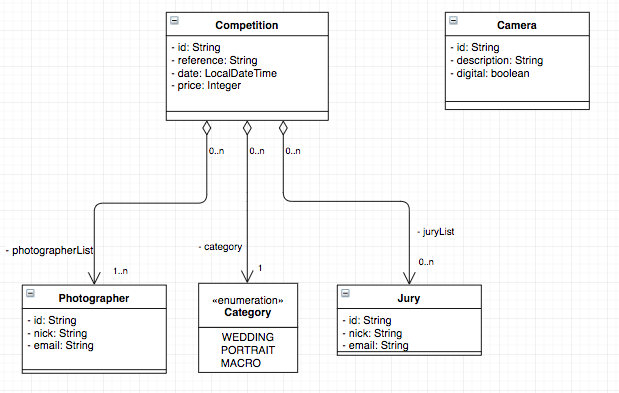 Competition
- id: String
- reference: String
- date: LocalDateTime
- price: Integer
Camera
- id: String
- description: String
- digital: boolean
0..n
0..n
0..n
- photographerList
- category
- juryList
1..n
1
0..n
Photographer
- id: String
- nick: String
- email: String
«enumeration»
Category
WEDDING
PORTRAIT
MACRO
Jury
- id: String
- nick: String
- email: String